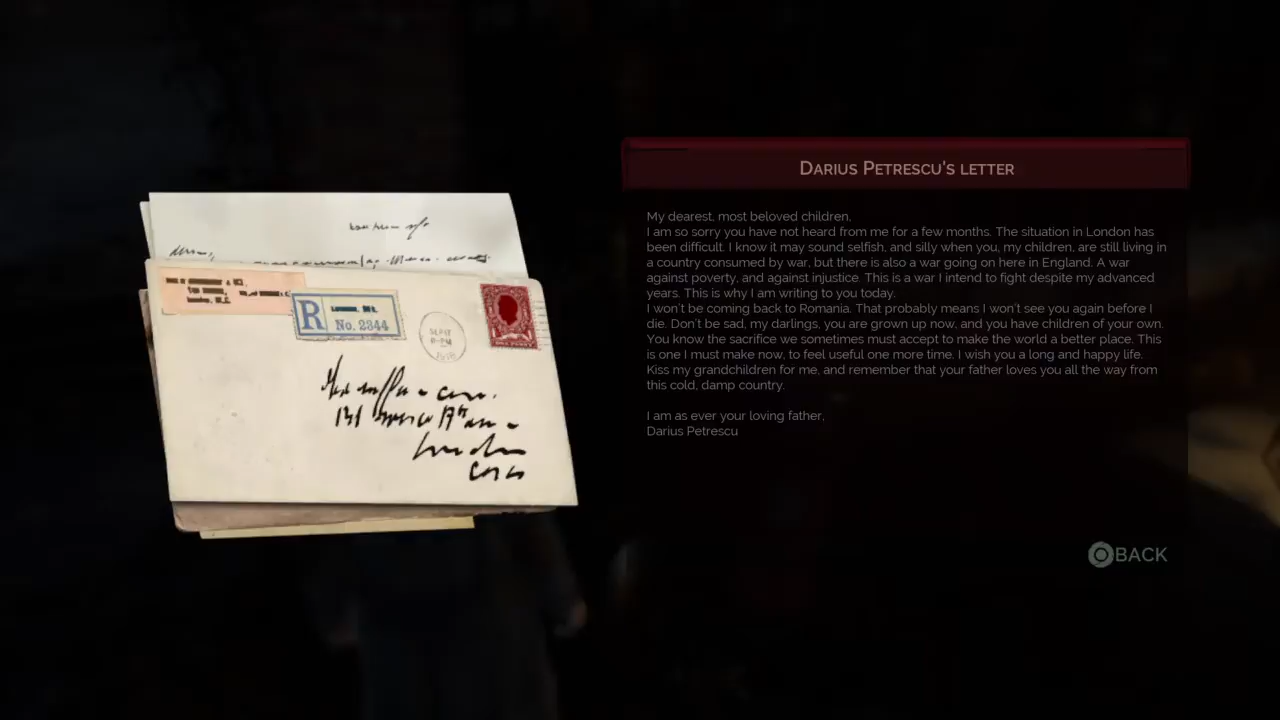 DARIUS PETRESCU'S LETTER
My dearest, most beloved children,
I am so sorry you have not heard from me for a few months. The situation in London has
been difficult. I know it may sound selfish, and silly when you, my children, are still living in
a country consumed by war, but there is also a war going on here in England. A war
against poverty, and against injustice. This is a war I intend to fight despite my advanced
years. This is why I am writing to you today.
I won't be coming back to Romania. That probably means I won't see you again before I
die. Don't be sad, my darlings, you are grown up now, and you have children of your own.
You know the sacrifice we sometimes must accept to make the world a better place. This
is one I must make now, to feel useful one more time. I wish you a long and happy life.
Kiss my grandchildren for me, and remember that your father loves you all the way from
this cold, damp country.
I am as ever your loving father,
Darius Petrescu
R
No. 2344
London
BACK